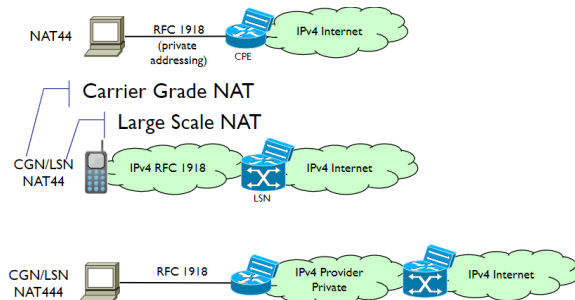 NAT44
RFC 1918
(private
addressing)
CPE
IPv4 Internet
Carrier Grade NAT
Large Scale NAT
CGN/LSN
NAT44
IPv4 RFC 1918
LSN
IPv4 Internet
CGN/LSN
NAT444
RFC 1918
IPv4 Provider
Private
IPv4 Internet